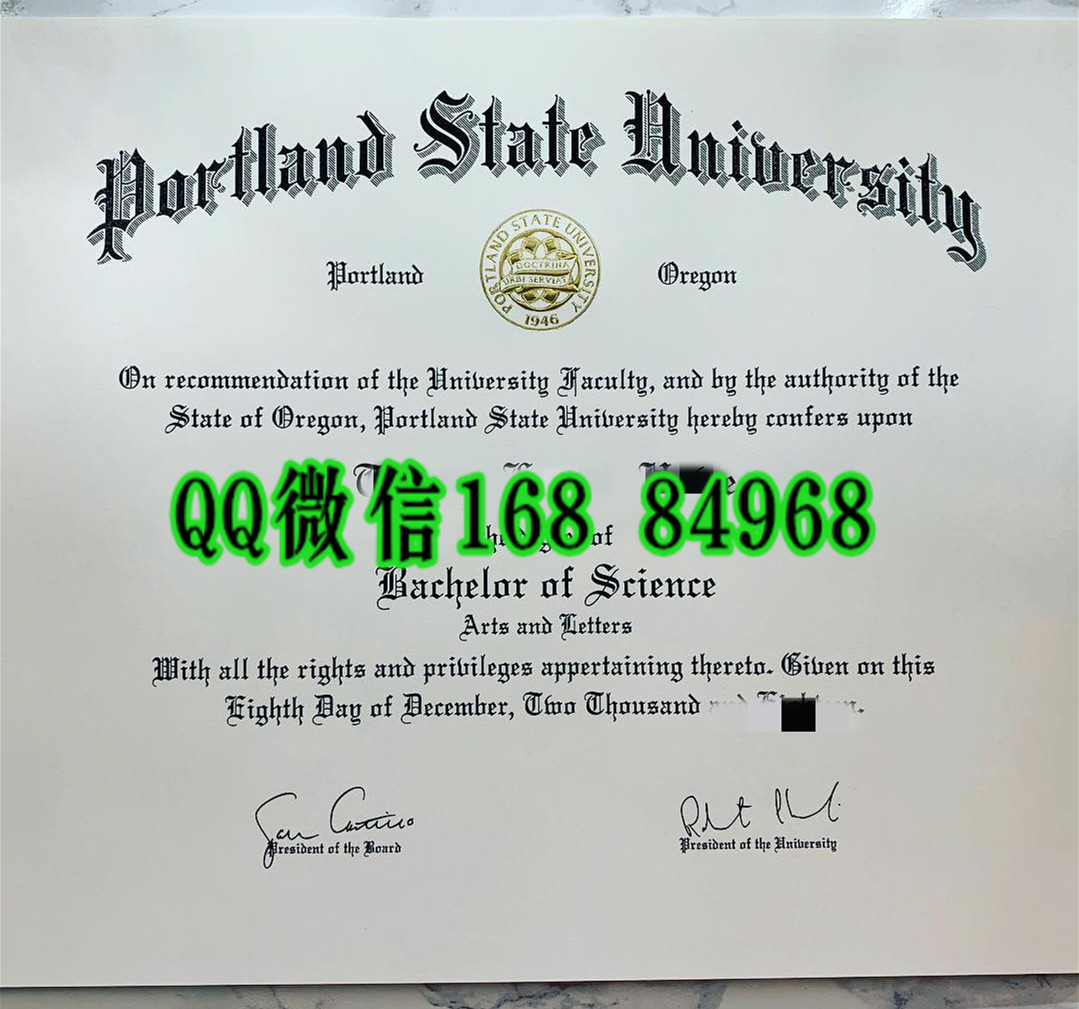 Portland State University
Portland
Oregon
PORTLAND STATE UNIVERSITY
DOCTRINA
URBI SERVIAT
1946
On recommendation of the University Faculty, and by the authority of the
State of Oregon, Portland State University hereby confers upon
QQ微信168 84968
of
Bachelor of Science
Arts and Letters
With all the rights and privileges appertaining thereto. Given on this
Eighth Day of December, Two Thousand
President of the Board
President of the University